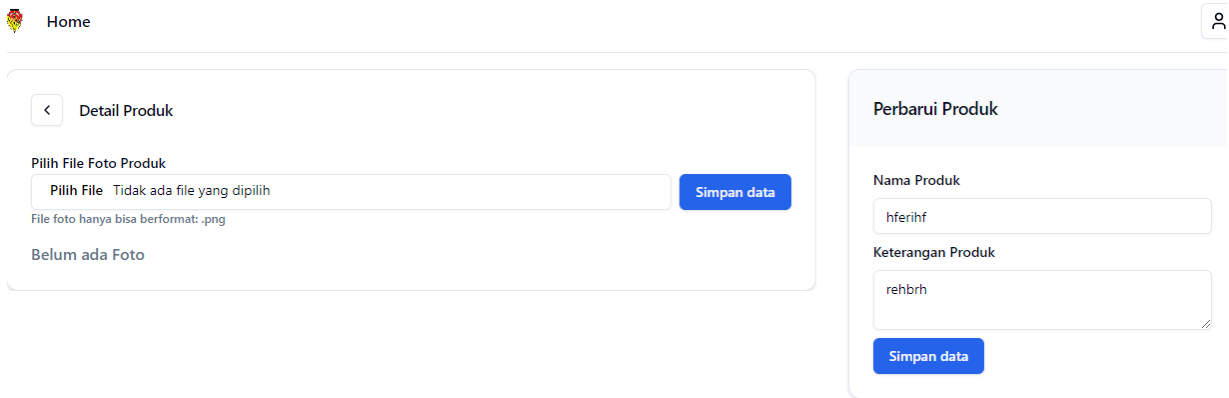 Home
Detail Produk
Pilih File Foto Produk
Pilih File Tidak ada file yang dipilih
Simpan data
File foto hanya bisa berformat: .png
Belum ada Foto
Perbarui Produk
Nama Produk
hferihf
Keterangan Produk
rehbrh
Simpan data